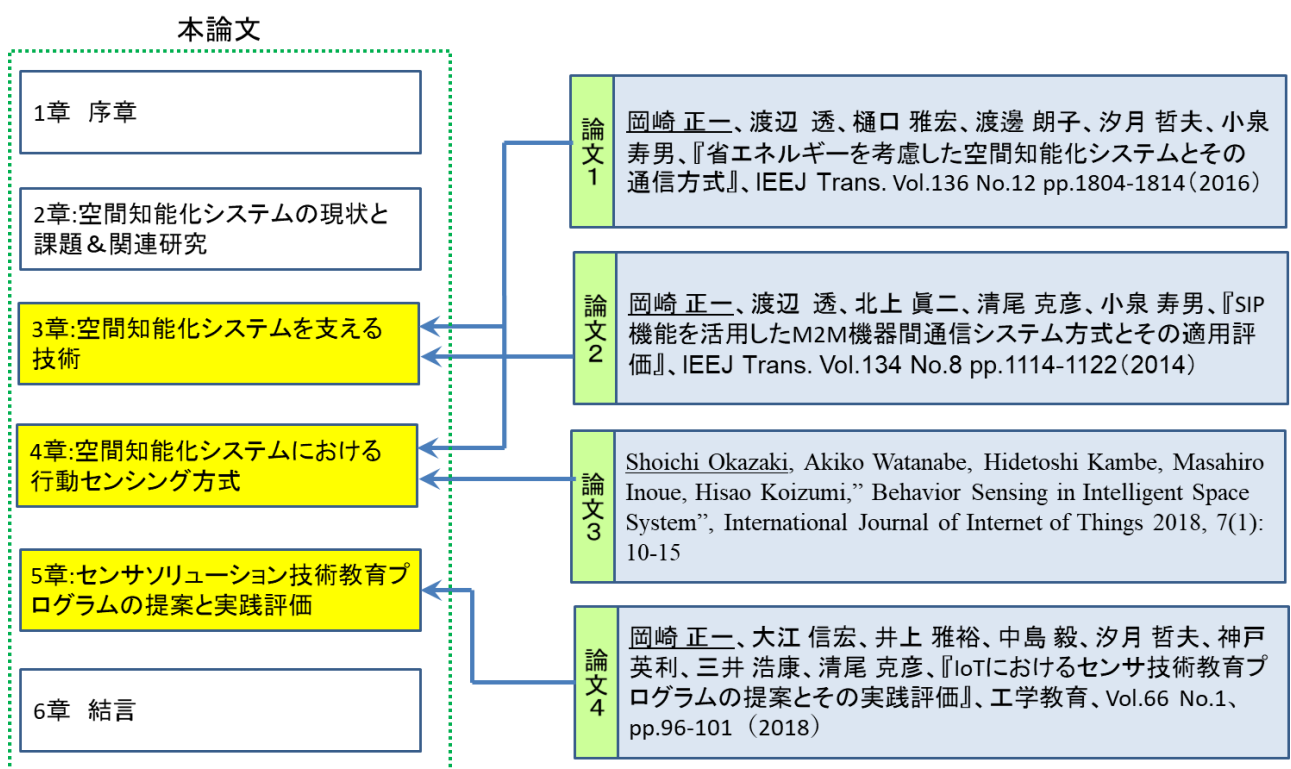 本論文
1章 序章
2章:空間知能化システムの現状と
課題＆関連研究
3章:空間知能化システムを支える
技術
4章:空間知能化システムにおける
行動センシング方式
5章:センサソリューション技術教育プ
ログラムの提案と実践評価
6章 結言
論文1
岡崎 正一、渡辺 透、樋口 雅宏、渡邊 朗子、汐月 哲夫、小泉
寿男、『省エネルギーを考慮した空間知能化システムとその
通信方式』、IEEJ Trans. Vol.136 No.12 pp.1804-1814（2016）
論文2
岡崎 正一、渡辺 透、北上 眞二、清尾 克彦、小泉 寿男、『SIP
機能を活用したM2M機器間通信システム方式とその適用評
価』、IEEJ Trans. Vol.134 No.8 pp.1114-1122（2014）
論文3
Shoichi Okazaki, Akiko Watanabe, Hidetoshi Kambe, Masahiro
Inoue, Hisao Koizumi,” Behavior Sensing in Intelligent Space
System”, International Journal of Internet of Things 2018, 7(1):
10-15
論文4
岡崎 正一、大江 信宏、井上 雅裕、中島 毅、汐月 哲夫、神戸
英利、三井 浩康、清尾 克彦、『IoTにおけるセンサ技術教育プ
ログラムの提案とその実践評価』、工学教育、Vol.66 No.1、
pp.96-101（2018）